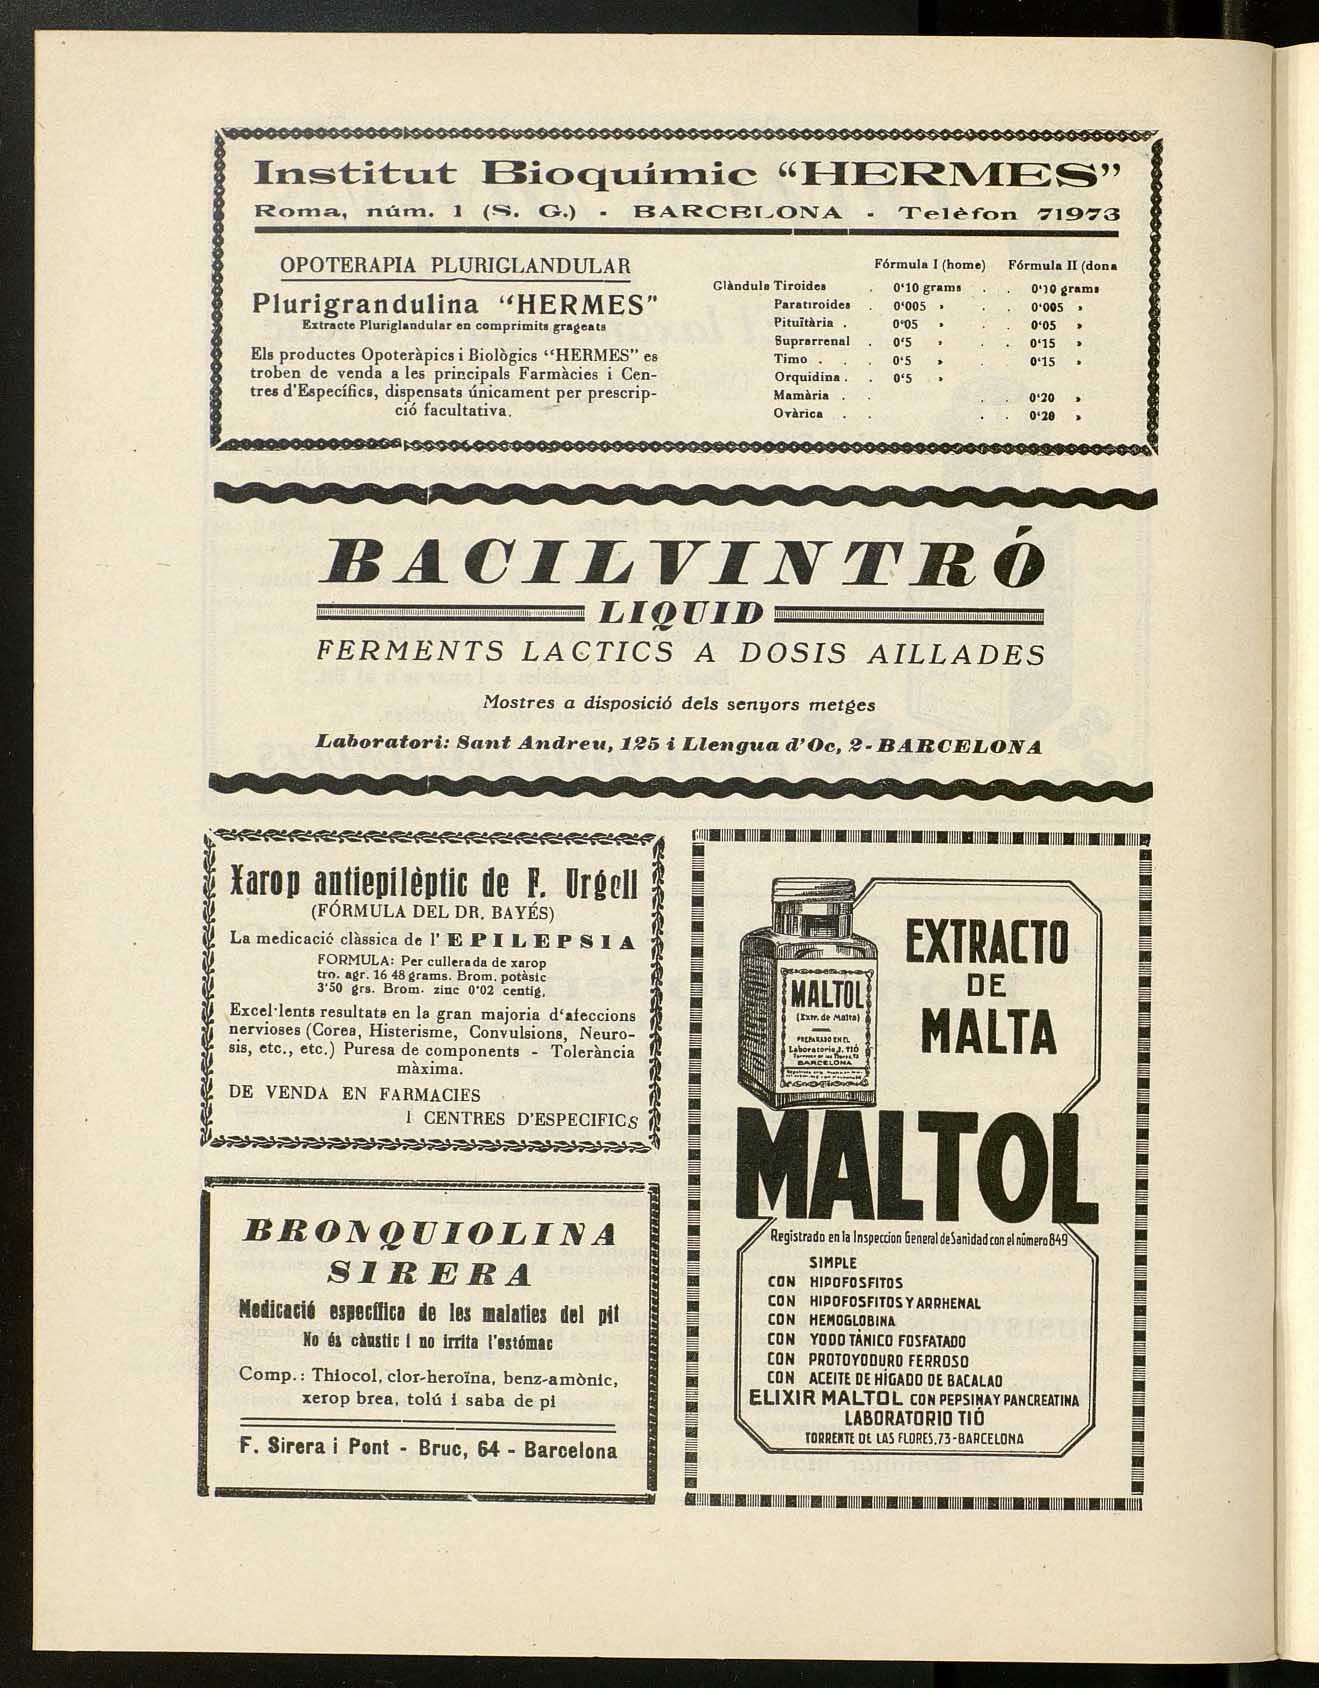 Institut Bioquímic "HERMES"
Roma, núm. 1 (S. G.) - BARCELONA - Telèfon 71973
OPOTERAPIA PLURIGLANDULAR
Plurigrandulina "HERMES"
Extracte Pluriglandular en comprimits grageats
Els productes Opoteràpics i Biològics "HERMES" es
troben de venda a les principals Farmàcies i Cen-
tres d'Específics, dispensats únicament per prescrip-
ció facultativa.
Fórmula I (home) Fórmula II (dona
Glàndula Tiroides . 0'10 grams . . 0'10 grams
Paratiroides . 0'005 » . . 0'005 »
Pituïtària . 0'05 » . . 0'05 »
Suprarrenal . 0'5 » . . 0'15 »
Timo . . 0'5 » . 0'15 »
Orquidina . . 0'5 »
Mamària . . . . 0'20 »
Ovàrica . . . . 0'20 »
BACILVINTRÓ
LIQUID
FERMENTS LACTICS A DOSIS AILLADES
Mostres a disposició dels senyors metges
Laboratori: Sant Andreu, 125 i Llengua d'Oc, 2 - BARCELONA
Xarop antiepilèptic de F. Urgell
(FÓRMULA DEL DR. BAYÉS)
La medicació clàssica de l' EPILEPSIA
FORMULA: Per cullerada de xarop
tro. agr. 16 48 grams. Brom. potàsic
3'50 grs. Brom. zinc 0'02 centíg.
Excel·lents resultats en la gran majoria d'afeccions
nervioses (Corea, Histerisme, Convulsions, Neuro-
sis, etc., etc.) Puresa de components - Tolerància
màxima.
DE VENDA EN FARMACIES
I CENTRES D'ESPECIFICS
BRONQUIOLINA
SIRERA
Medicació específica de les malaties del pit
No és càustic i no irrita l'estómac
Comp.: Thiocol, clor-heroïna, benz-amònic,
xerop brea, tolú i saba de pi
F. Sirera i Pont - Bruc, 64 - Barcelona
MALTOL
(Extr. de Malta)
PREPARADO EN EL
Laboratorio J. TIÓ
Torrente de las Flores, 73
BARCELONA
EXTRACTO
DE
MALTA
MALTOL
Registrado en la Inspeccion General de Sanidad con el número 849
SIMPLE
CON HIPOFOSFITOS
CON HIPOFOSFITOS Y ARRHENAL
CON HEMOGLOBINA
CON YODO TÁNICO FOSFATADO
CON PROTOYODURO FERROSO
CON ACEITE DE HÍGADO DE BACALAO
ELIXIR MALTOL CON PEPSINA Y PANCREATINA
LABORATORIO TIÓ
TORRENTE DE LAS FLORES, 73 - BARCELONA